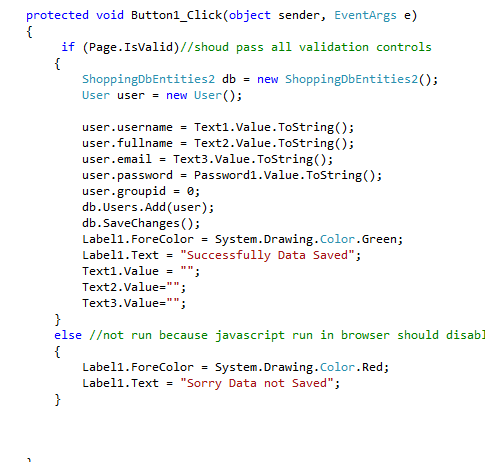 protected void Button1_Click(object sender, EventArgs e)
{
if (Page.IsValid)//shoud pass all validation controls
{
ShoppingDbEntities2 db = new ShoppingDbEntities2();
User user = new User();
user.username = Text1.Value.ToString();
user.fullname = Text2.Value.ToString();
user.email = Text3.Value.ToString();
user.password = Password1.Value.ToString();
user.groupid = 0;
db.Users.Add(user);
db.SaveChanges();
Label1.ForeColor = System.Drawing.Color.Green;
Label1.Text = "Successfully Data Saved";
Text1.Value = "";
Text2.Value="";
Text3.Value="";
}
else //not run because javascript run in browser should disabl
{
Label1.ForeColor = System.Drawing.Color.Red;
Label1.Text = "Sorry Data not Saved";
}